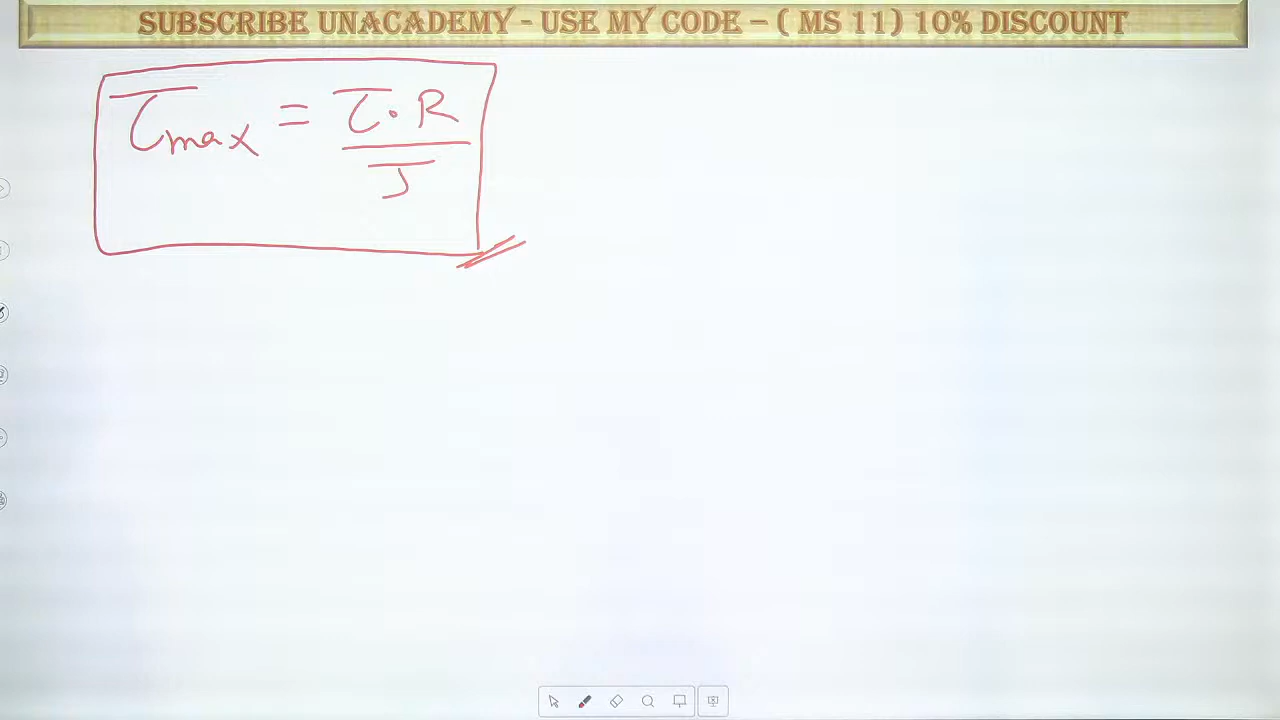 SUBSCRIBE UNACADEMY - USE MY CODE – ( MS 11) 10% DISCOUNT
τmax = τ·R / J